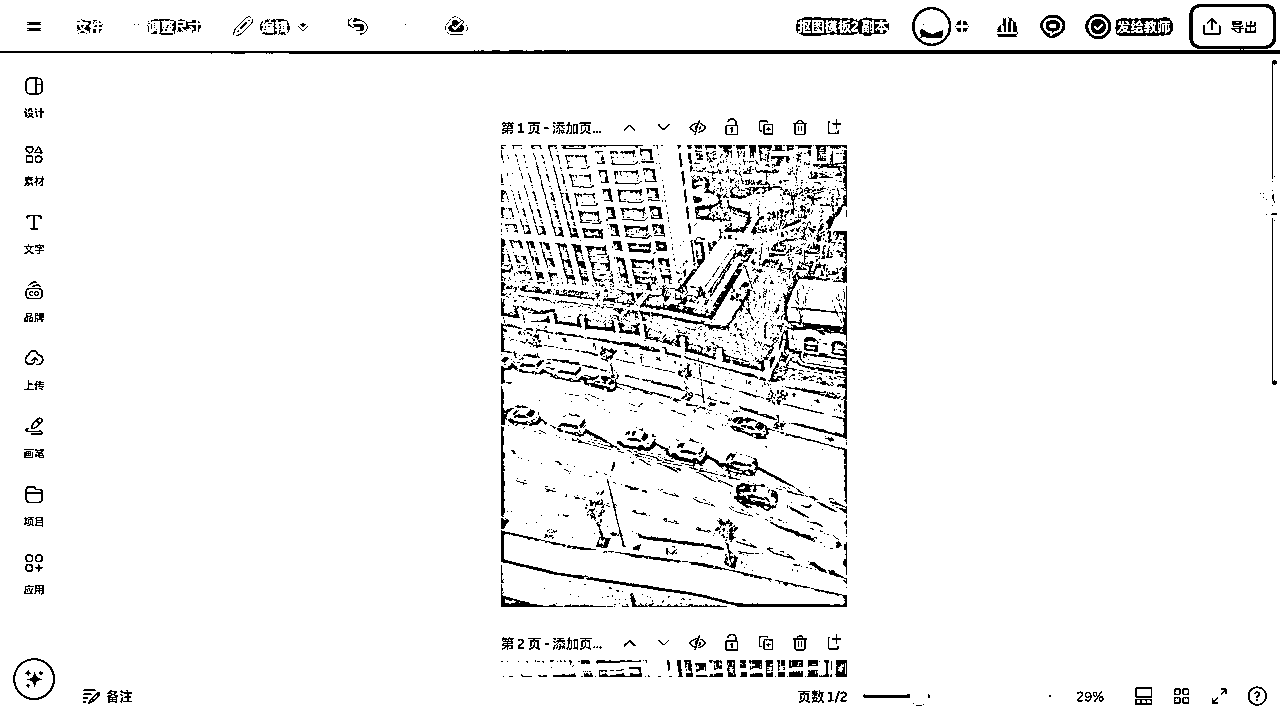 文件 调整尺寸 编辑 抠图模板2 副本 发给教师 导出
设计
素材
文字
品牌
上传
画笔
项目
应用
第 1 页 - 添加页...
第 2 页 - 添加页...
备注 页数 1/2 29%